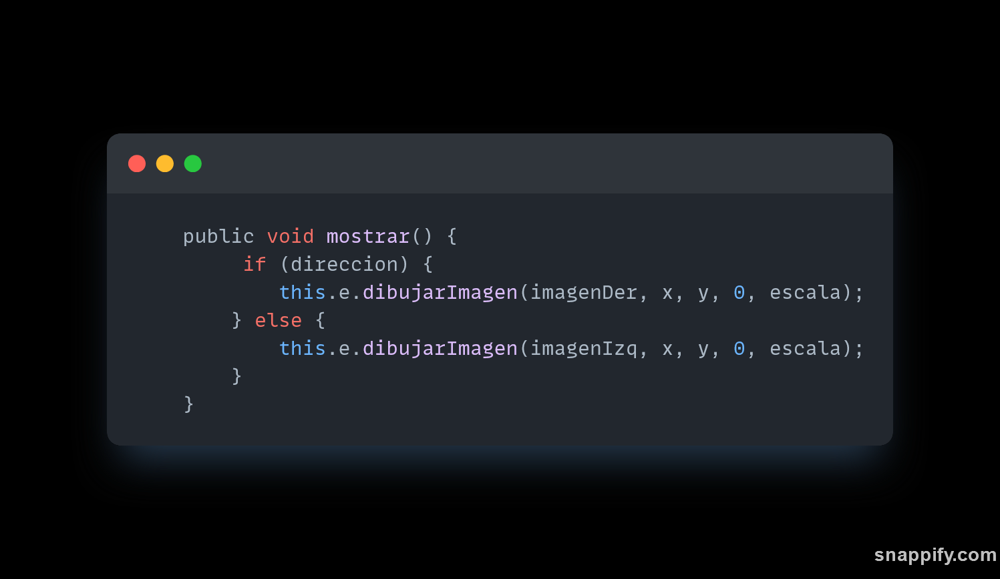 public void mostrar() {
if (direccion) {
this.e.dibujarImagen(imagenDer, x, y, 0, escala);
} else {
this.e.dibujarImagen(imagenIzq, x, y, 0, escala);
}
}
snappify.com